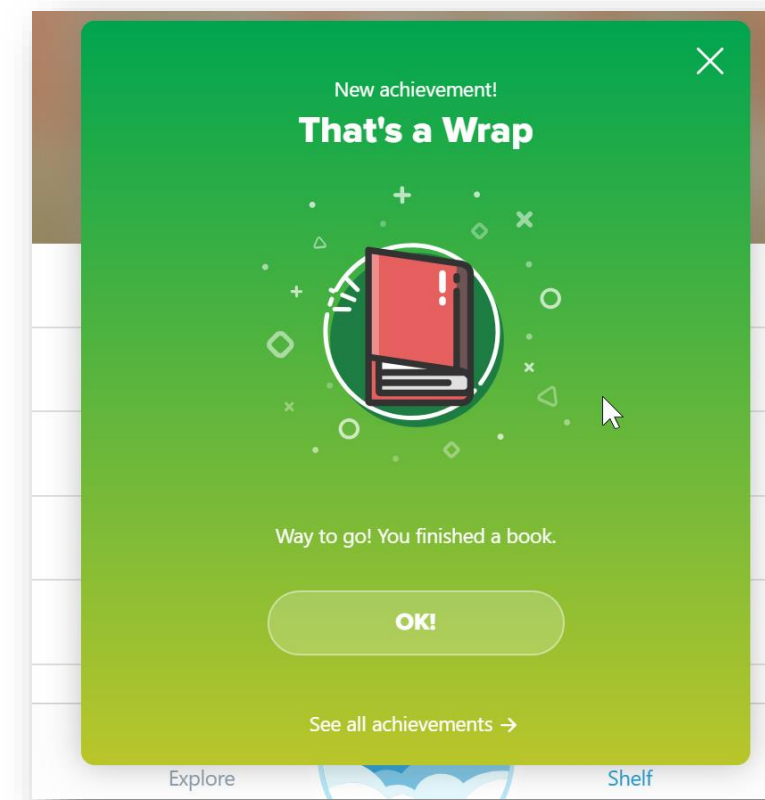 New achievement!
That's a Wrap
Way to go! You finished a book.
OK!
See all achievements →
Explore
Shelf